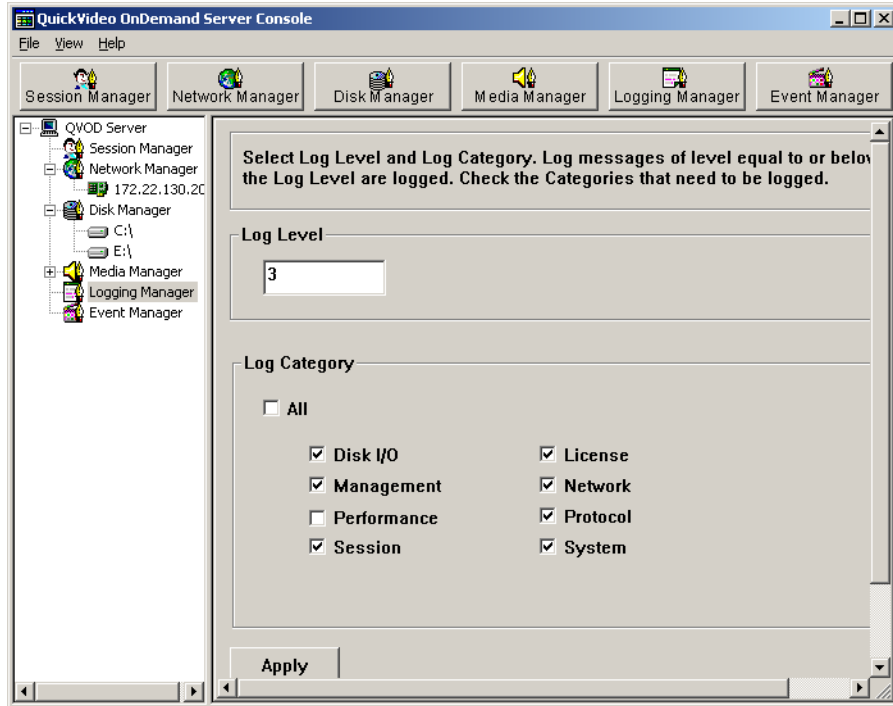 QuickVideo OnDemand Server Console
File View Help
Session Manager Network Manager Disk Manager Media Manager Logging Manager Event Manager
QVOD Server
Session Manager
Network Manager
172.22.130.20
Disk Manager
C:\
E:\
Media Manager
Logging Manager
Event Manager
Select Log Level and Log Category. Log messages of level equal to or below
the Log Level are logged. Check the Categories that need to be logged.
Log Level
3
Log Category
All
Disk I/O License
Management Network
Performance Protocol
Session System
Apply